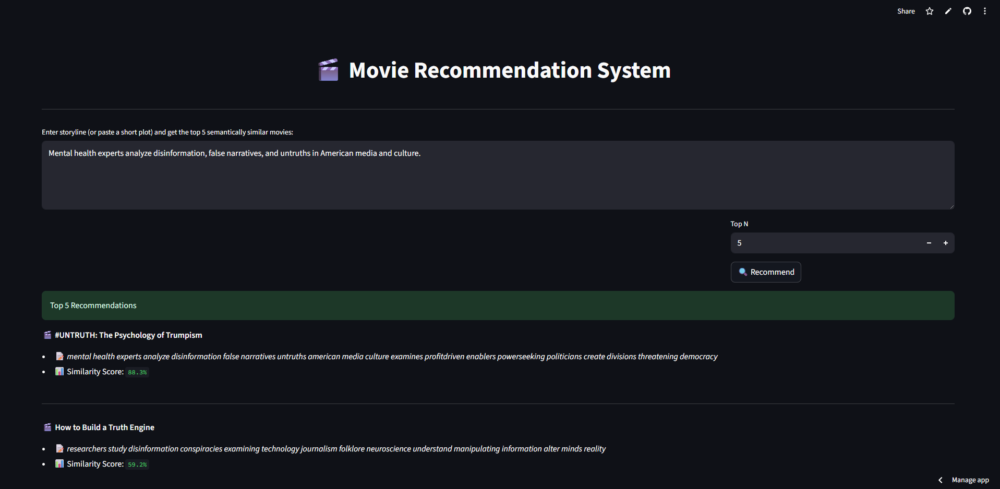 Share
Movie Recommendation System
Enter storyline (or paste a short plot) and get the top 5 semantically similar movies:
Mental health experts analyze disinformation, false narratives, and untruths in American media and culture.
Top N
5
Recommend
Top 5 Recommendations
#UNTRUTH: The Psychology of Trumpism
mental health experts analyze disinformation false narratives untruths american media culture examines profitdriven enablers powerseeking politicians create divisions threatening democracy
Similarity Score: 88.3%
How to Build a Truth Engine
researchers study disinformation conspiracies examining technology journalism folklore neuroscience understand manipulating information alter minds reality
Similarity Score: 59.2%
Manage app